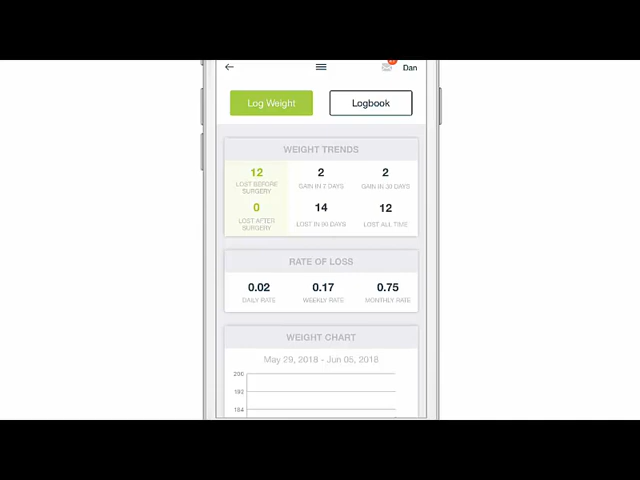 Dan
Log Weight
Logbook
WEIGHT TRENDS
12
2
2
LOST BEFORE
SURGERY
GAIN IN 7 DAYS
GAIN IN 30 DAYS
0
14
12
LOST AFTER
SURGERY
LOST IN 90 DAYS
LOST ALL TIME
RATE OF LOSS
0.02
0.17
0.75
DAILY RATE
WEEKLY RATE
MONTHLY RATE
WEIGHT CHART
May 29, 2018 - Jun 05, 2018
200
192
184